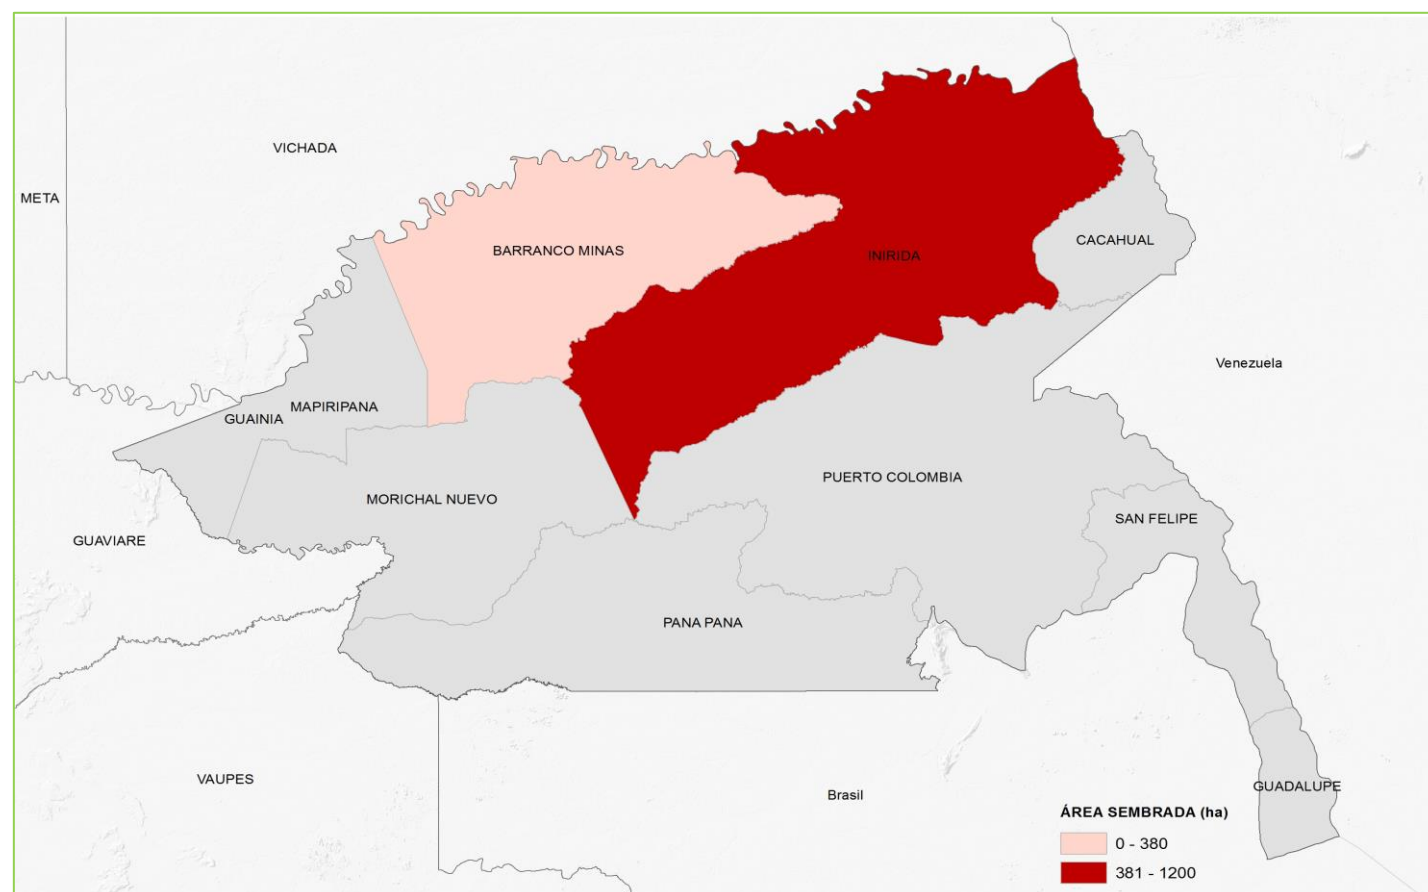 VICHADA
META
BARRANCO MINAS
CACAHUAL
INIRIDA
Venezuela
MAPIRIPANA
GUAINIA
PUERTO COLOMBIA
MORICHAL NUEVO
SAN FELIPE
GUAVIARE
PANA PANA
VAUPES
GUADALUPE
Brasil
ÁREA SEMBRADA (ha)
0 - 380
381 - 1200